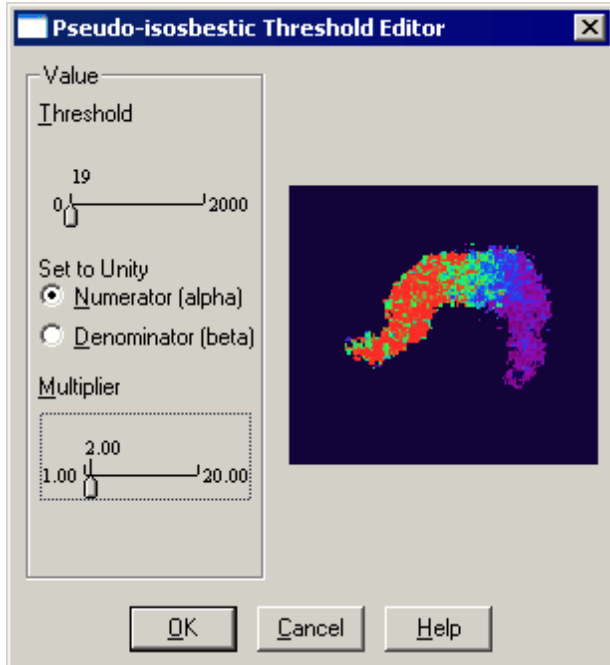 Pseudo-isosbestic Threshold Editor
Value
Threshold
19
0 2000
Set to Unity
Numerator (alpha)
Denominator (beta)
Multiplier
2.00
1.00 20.00
OK Cancel Help